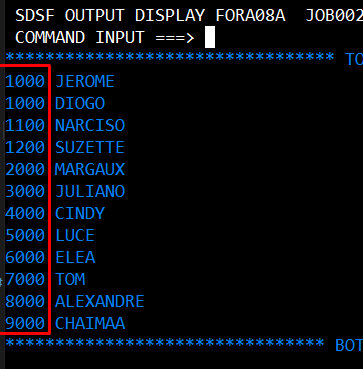 SDSF OUTPUT DISPLAY FORA08A JOB002
COMMAND INPUT ===>
********************************* TO
1000 JEROME
1000 DIOGO
1100 NARCISO
1200 SUZETTE
2000 MARGAUX
3000 JULIANO
4000 CINDY
5000 LUCE
6000 ELEA
7000 TOM
8000 ALEXANDRE
9000 CHAIMAA
******************************** BOT